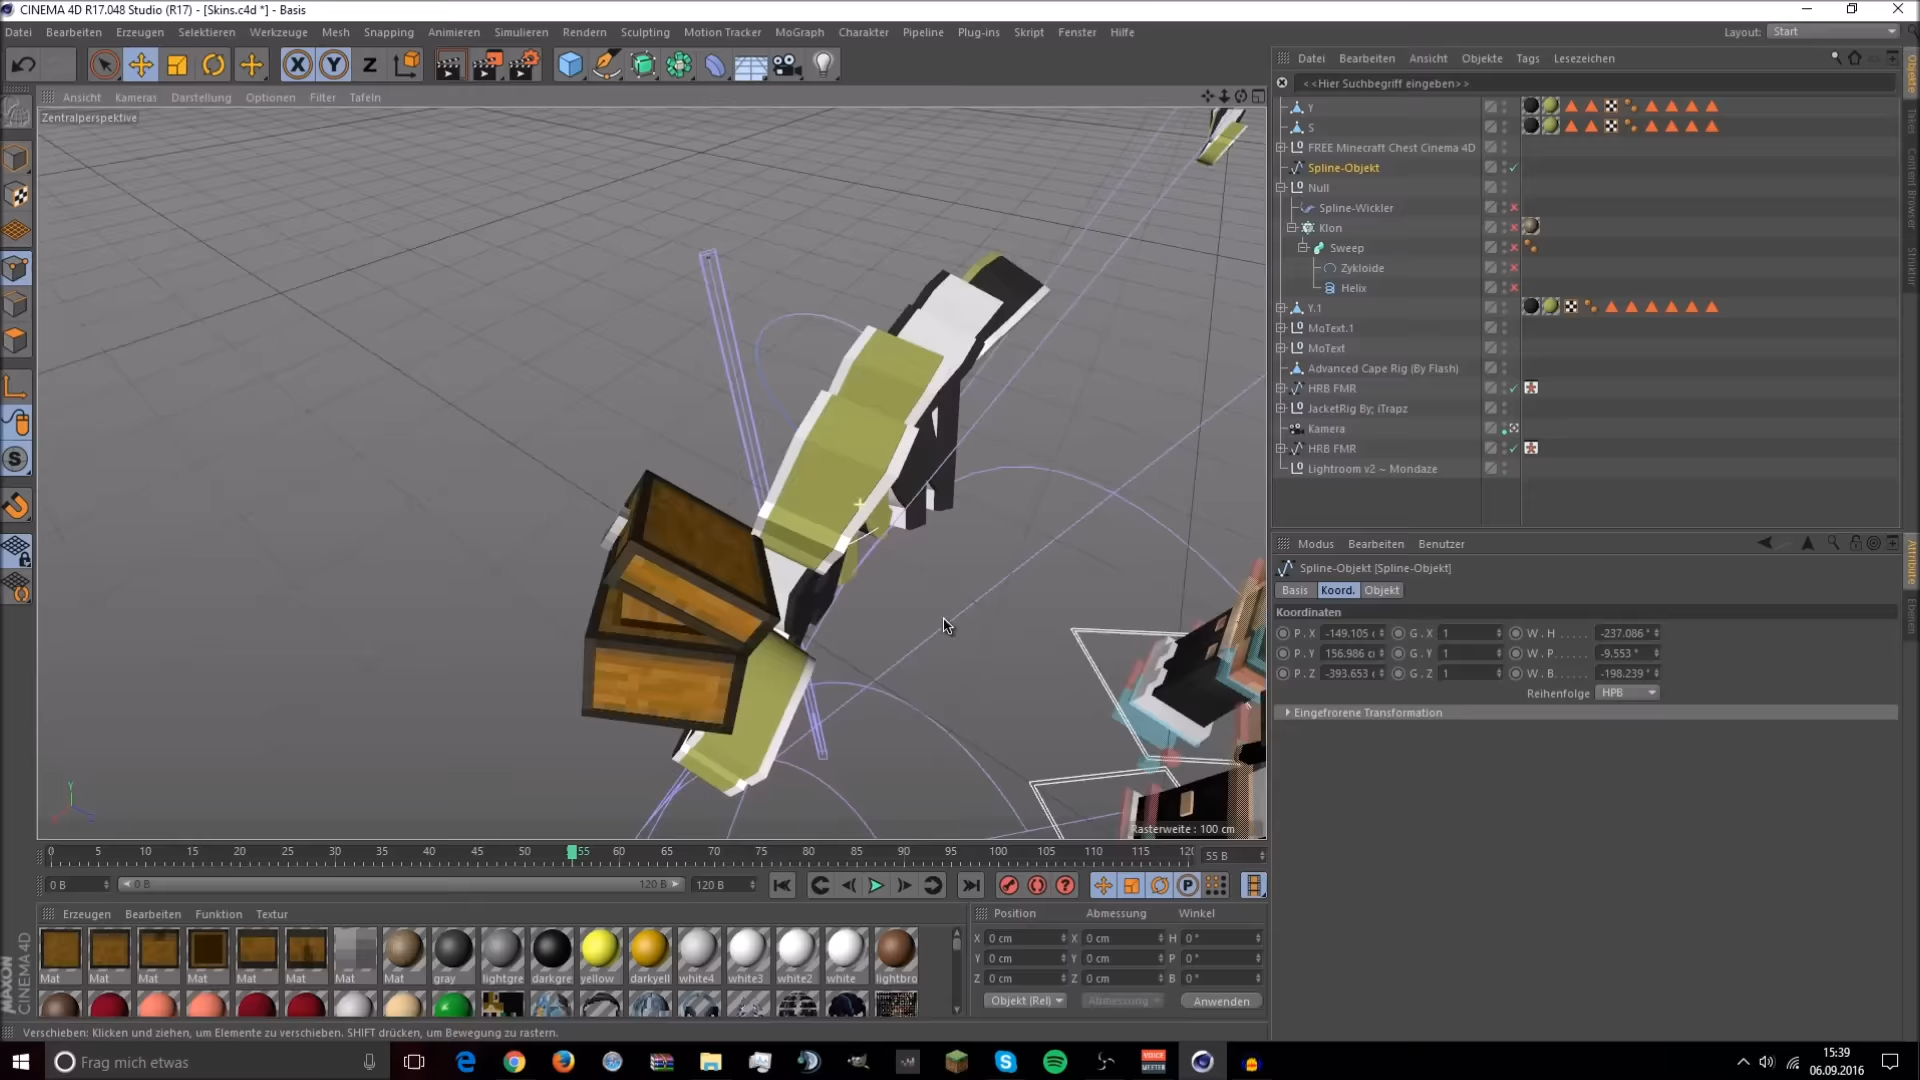 CINEMA 4D R17.048 Studio (R17) - [Skins.c4d *] - Basis
Datei Bearbeiten Erzeugen Selektieren Werkzeuge Mesh Snapping Animieren Simulieren Rendern Sculpting Motion Tracker MoGraph Charakter Pipeline Plug-ins Skript Fenster Hilfe
Layout: Start
Ansicht Kameras Darstellung Optionen Filter Tafeln
Zentralperspektive
Rasterweite : 100 cm
Datei Bearbeiten Ansicht Objekte Tags Lesezeichen
<<Hier Suchbegriff eingeben>>
Y
S
FREE Minecraft Chest Cinema 4D
Spline-Objekt
Null
Spline-Wickler
Klon
Sweep
Zykloide
Helix
Y.1
MoText.1
MoText
Advanced Cape Rig (By Flash)
HRB FMR
JacketRig By; iTrapz
Kamera
HRB FMR
Lightroom v2 ~ Mondaze
Objekte
Takes
Content Browser
Struktur
Modus Bearbeiten Benutzer
Spline-Objekt [Spline-Objekt]
Basis Koord. Objekt
Koordinaten
P . X -149.105 G . X 1 W . H -237.086 °
P . Y 156.986 G . Y 1 W . P -9.553 °
P . Z -393.653 G . Z 1 W . B -198.239 °
Reihenfolge HPB
Eingefrorene Transformation
Attribute
Ebenen
0 5 10 15 20 25 30 35 40 45 50 55 60 65 70 75 80 85 90 95 100 105 110 115 120 55 B
0 B 0 B 120 B 120 B
Erzeugen Bearbeiten Funktion Textur
Mat Mat Mat Mat Mat Mat Mat Mat gray lightgre darkgre yellow darkyell white4 white3 white2 white lightbro
Position Abmessung Winkel
X 0 cm X 0 cm H 0 °
Y 0 cm Y 0 cm P 0 °
Z 0 cm Z 0 cm B 0 °
Objekt (Rel) Abmessung Anwenden
MAXON CINEMA 4D
Verschieben: Klicken und ziehen, um Elemente zu verschieben. SHIFT drücken, um Bewegung zu rastern.
Frag mich etwas
VOICE MEETER
15:39
06.09.2016